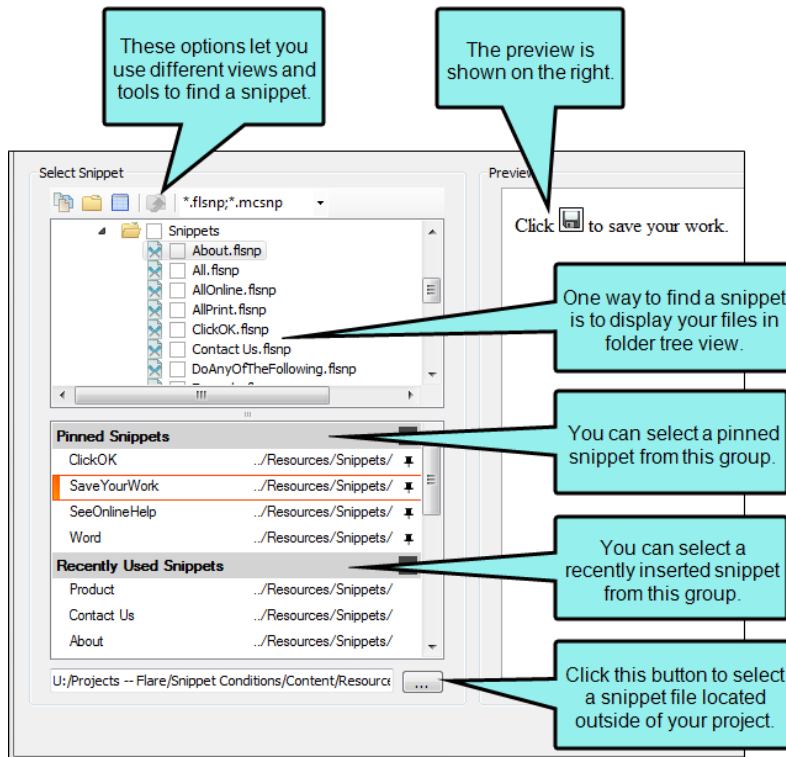 These options let you
use different views and
tools to find a snippet.
The preview is
shown on the right.
Select Snippet
Preview
*.flsnp;*.mcsnp
Snippets
About.flsnp
All.flsnp
AllOnline.flsnp
AllPrint.flsnp
ClickOK.flsnp
Contact Us.flsnp
DoAnyOfTheFollowing.flsnp
Click to save your work.
One way to find a snippet
is to display your files in
folder tree view.
Pinned Snippets
ClickOK ../Resources/Snippets/
SaveYourWork ../Resources/Snippets/
SeeOnlineHelp ../Resources/Snippets/
Word ../Resources/Snippets/
You can select a pinned
snippet from this group.
Recently Used Snippets
Product ../Resources/Snippets/
Contact Us ../Resources/Snippets/
About ../Resources/Snippets/
You can select a
recently inserted snippet
from this group.
U:/Projects -- Flare/Snippet Conditions/Content/Resource
...
Click this button to select
a snippet file located
outside of your project.